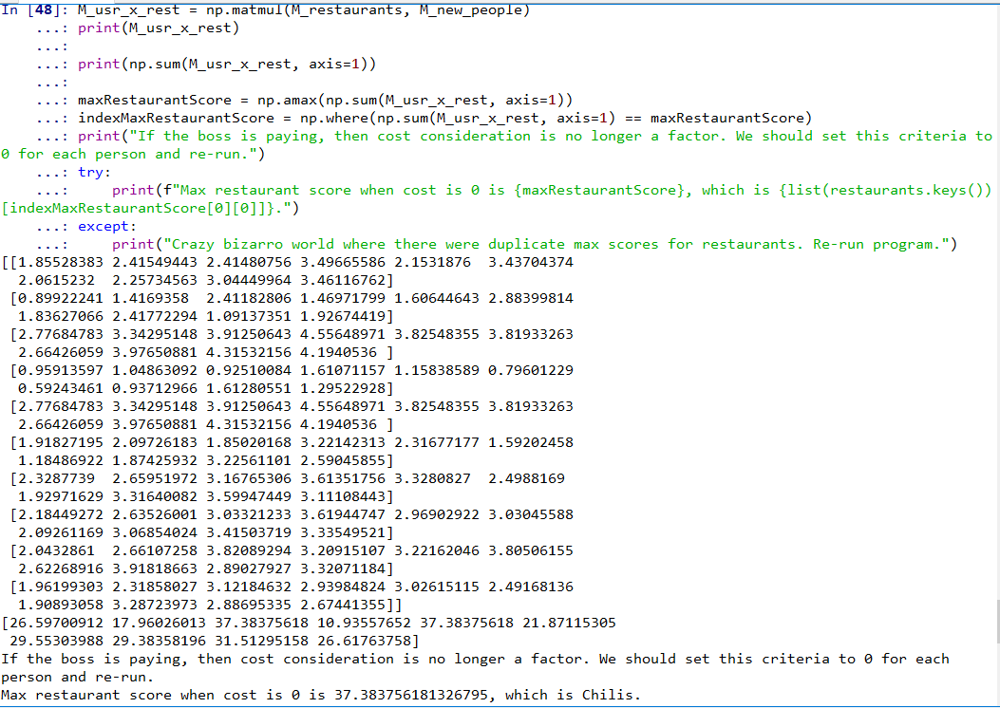 In [48]: M_usr_x_rest = np.matmul(M_restaurants, M_new_people)
...: print(M_usr_x_rest)
...:
...: print(np.sum(M_usr_x_rest, axis=1))
...:
...: maxRestaurantScore = np.amax(np.sum(M_usr_x_rest, axis=1))
...: indexMaxRestaurantScore = np.where(np.sum(M_usr_x_rest, axis=1) == maxRestaurantScore)
...: print("If the boss is paying, then cost consideration is no longer a factor. We should set this criteria to
0 for each person and re-run.")
...: try:
...:     print(f"Max restaurant score when cost is 0 is {maxRestaurantScore}, which is {list(restaurants.keys())
[indexMaxRestaurantScore[0][0]]}.")
...: except:
...:     print("Crazy bizarro world where there were duplicate max scores for restaurants. Re-run program.")
[[1.85528383 2.41549443 2.41480756 3.49665586 2.1531876  3.43704374
2.0615232  2.25734563 3.04449964 3.46116762]
[0.89922241 1.4169358  2.41182806 1.46971799 1.60644643 2.88399814
1.83627066 2.41772294 1.09137351 1.92674419]
[2.77684783 3.34295148 3.91250643 4.55648971 3.82548355 3.81933263
2.66426059 3.97650881 4.31532156 4.1940536 ]
[0.95913597 1.04863092 0.92510084 1.61071157 1.15838589 0.79601229
0.59243461 0.93712966 1.61280551 1.29522928]
[2.77684783 3.34295148 3.91250643 4.55648971 3.82548355 3.81933263
2.66426059 3.97650881 4.31532156 4.1940536 ]
[1.91827195 2.09726183 1.85020168 3.22142313 2.31677177 1.59202458
1.18486922 1.87425932 3.22561101 2.59045855]
[2.3287739  2.65951972 3.16765306 3.61351756 3.3280827  2.4988169
1.92971629 3.31640082 3.59947449 3.11108443]
[2.18449272 2.63526001 3.03321233 3.61944747 2.96902922 3.03045588
2.09261169 3.06854024 3.41503719 3.33549521]
[2.0432861  2.66107258 3.82089294 3.20915107 3.22162046 3.80506155
2.62268916 3.91818663 2.89027927 3.32071184]
[1.96199303 2.31858027 3.12184632 2.93984824 3.02615115 2.49168136
1.90893058 3.28723973 2.88695335 2.67441355]]
[26.59700912 17.96026013 37.38375618 10.93557652 37.38375618 21.87115305
29.55303988 29.38358196 31.51295158 26.61763758]
If the boss is paying, then cost consideration is no longer a factor. We should set this criteria to 0 for each
person and re-run.
Max restaurant score when cost is 0 is 37.383756181326795, which is Chilis.